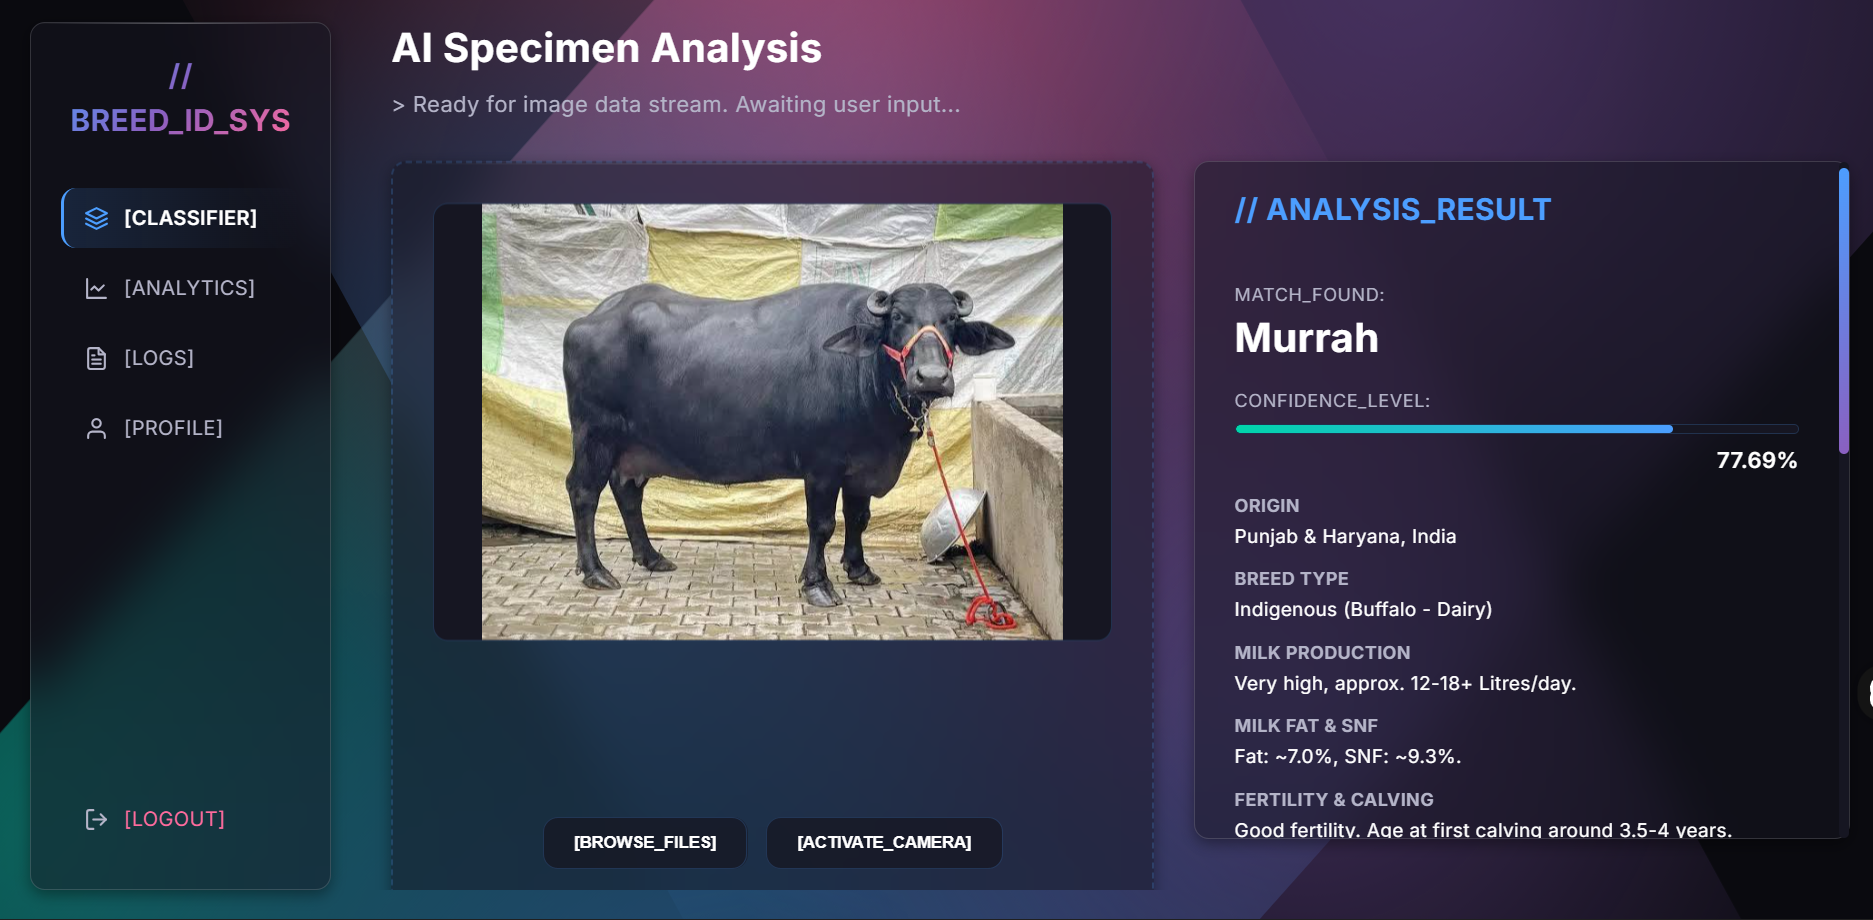 //
BREED_ID_SYS
[CLASSIFIER]
[ANALYTICS]
[LOGS]
[PROFILE]
[LOGOUT]
AI Specimen Analysis
> Ready for image data stream. Awaiting user input...
[BROWSE_FILES]
[ACTIVATE_CAMERA]
// ANALYSIS_RESULT
MATCH_FOUND:
Murrah
CONFIDENCE_LEVEL:
77.69%
ORIGIN
Punjab & Haryana, India
BREED TYPE
Indigenous (Buffalo - Dairy)
MILK PRODUCTION
Very high, approx. 12-18+ Litres/day.
MILK FAT & SNF
Fat: ~7.0%, SNF: ~9.3%.
FERTILITY & CALVING
Good fertility. Age at first calving around 3.5-4 years.